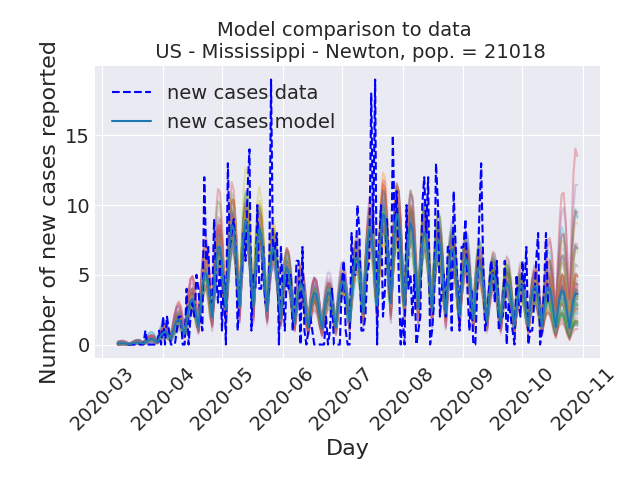 Model comparison to data
US - Mississippi - Newton, pop. = 21018
Number of new cases reported
new cases data
new cases model
15
10
5
0
2020-03
2020-04
2020-05
2020-06
2020-07
2020-08
2020-09
2020-10
2020-11
Day